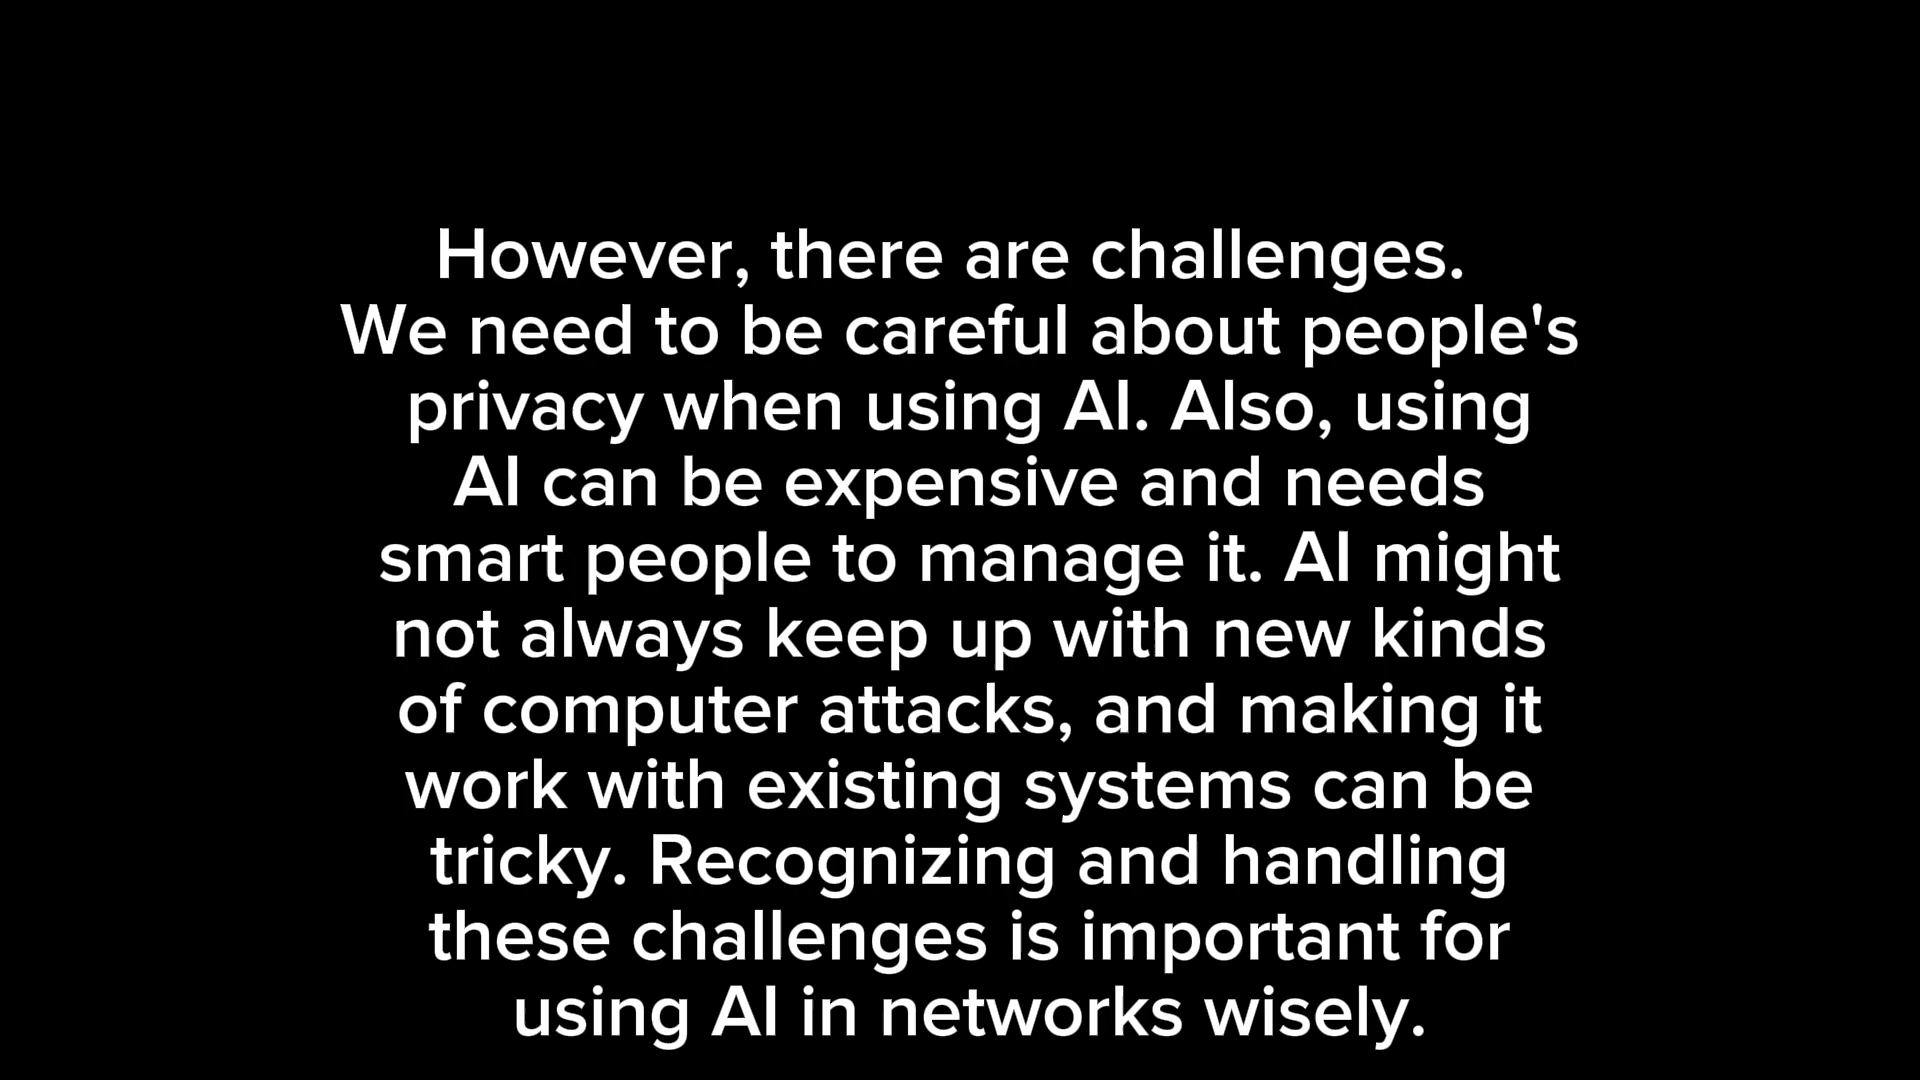 However, there are challenges.
We need to be careful about people's
privacy when using AI. Also, using
AI can be expensive and needs
smart people to manage it. AI might
not always keep up with new kinds
of computer attacks, and making it
work with existing systems can be
tricky. Recognizing and handling
these challenges is important for
using AI in networks wisely.